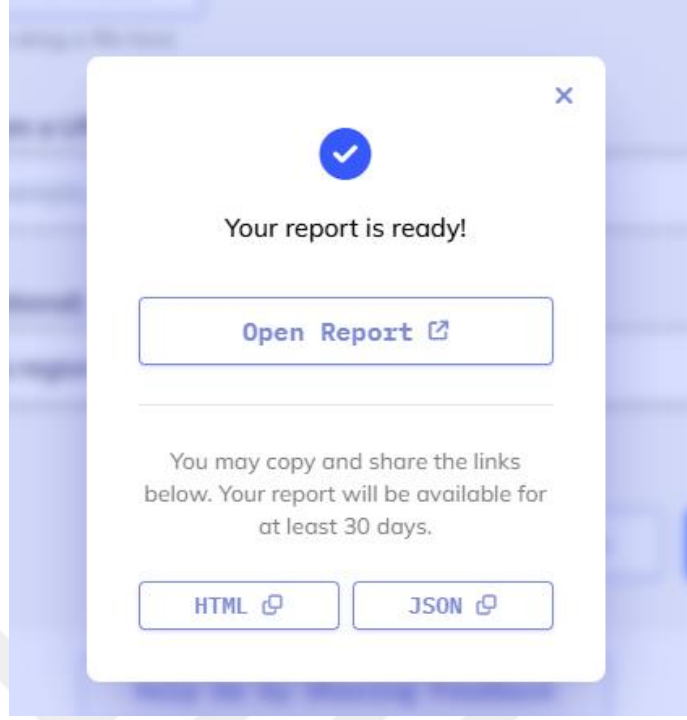 Your report is ready!
Open Report
You may copy and share the links
below. Your report will be available for
at least 30 days.
HTML
JSON